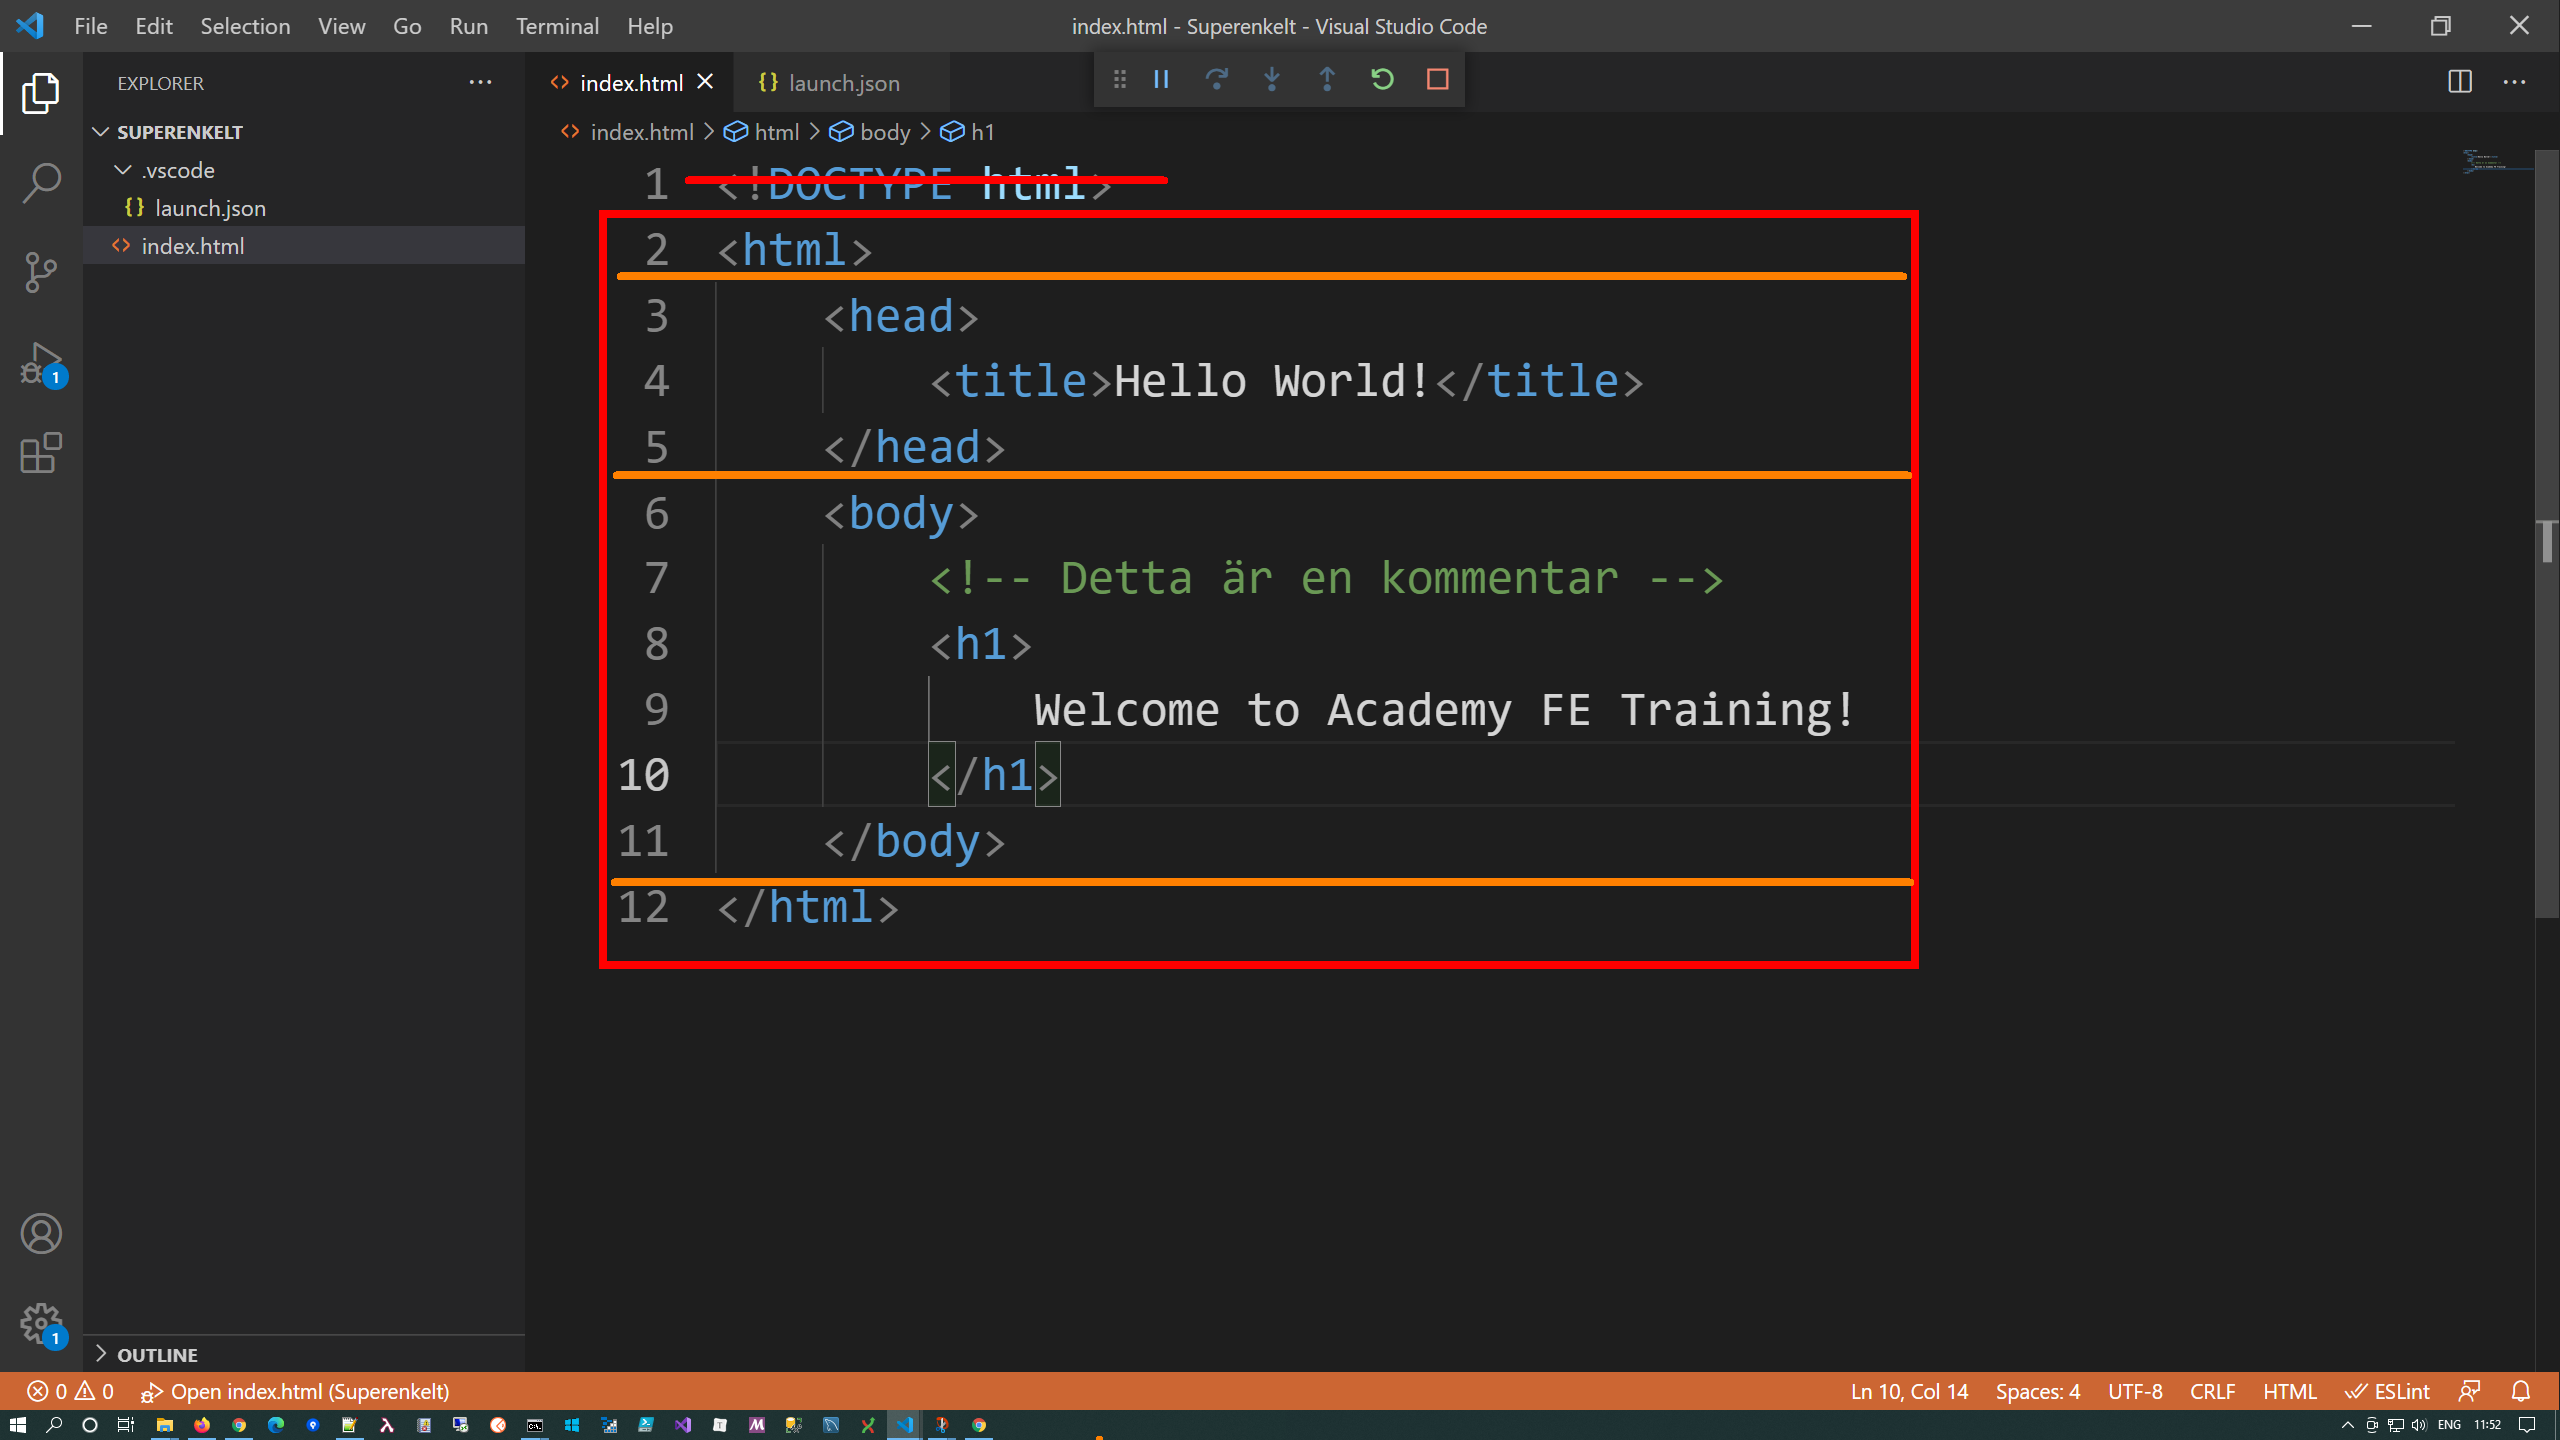 File Edit Selection View Go Run Terminal Help
index.html - Superenkelt - Visual Studio Code
EXPLORER
SUPERENKELT
.vscode
{} launch.json
<> index.html
<> index.html
{} launch.json
<> index.html > html > body > h1
1 <!DOCTYPE html>
2 <html>
3 <head>
4 <title>Hello World!</title>
5 </head>
6 <body>
7 <!-- Detta är en kommentar -->
8 <h1>
9 Welcome to Academy FE Training!
10 </h1>
11 </body>
12 </html>
1
1
OUTLINE
0 0 Open index.html (Superenkelt)
Ln 10, Col 14 Spaces: 4 UTF-8 CRLF HTML ESLint
ENG 11:52